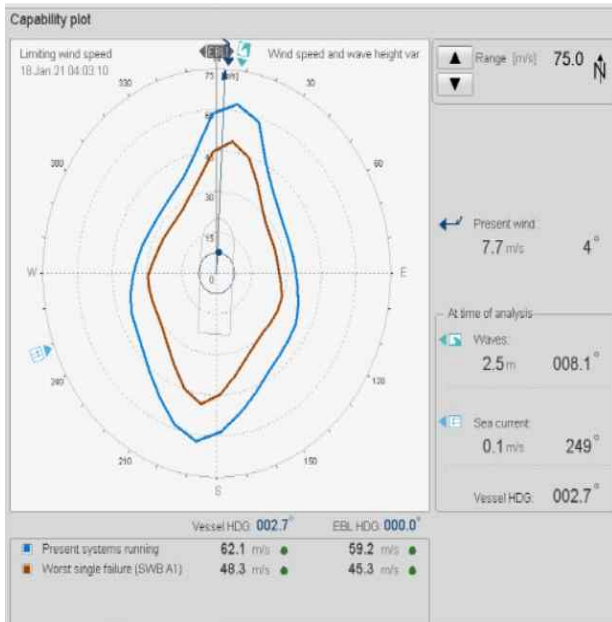 Capability plot
Limiting wind speed
18 Jan 21 04:03:10
EBL
Wind speed and wave height var
Range [m/s] 75.0 N
75 [m/s]
330 30
60
45
300 60
30
15
0
W E
240 120
210 150
S
Present wind:
7.7 m/s 4°
At time of analysis
Waves:
2.5 m 008.1°
Sea current:
0.1 m/s 249°
Vessel HDG: 002.7°
Vessel HDG: 002.7° EBL HDG: 000.0°
Present systems running 62.1 m/s 59.2 m/s
Worst single failure (SWB A1) 48.3 m/s 45.3 m/s